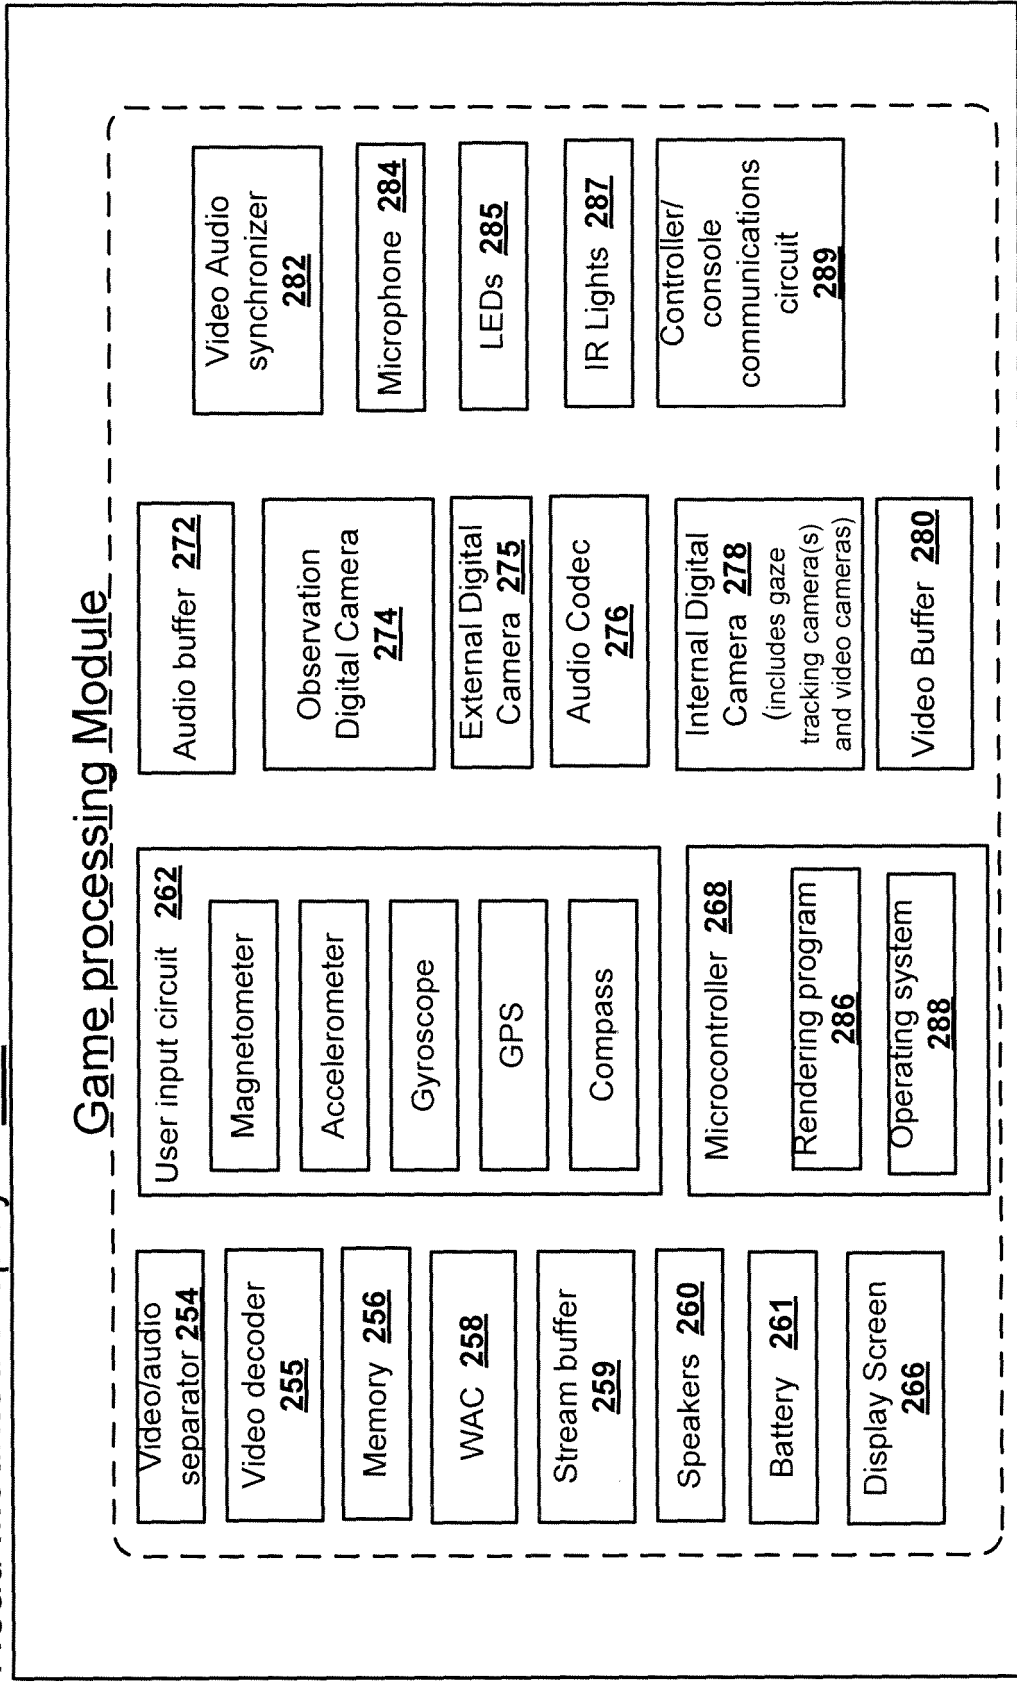 Game processing Module
Video/audio
separator 254
Video decoder
255
Memory 256
WAC 258
Stream buffer
259
Speakers 260
Battery 261
Display Screen
266
User input circuit 262
Magnetometer
Accelerometer
Gyroscope
GPS
Compass
Microcontroller 268
Rendering program
286
Operating system
288
Audio buffer 272
Observation
Digital Camera
274
External Digital
Camera 275
Audio Codec
276
Internal Digital
Camera 278
(includes gaze
tracking camera(s)
and video cameras)
Video Buffer 280
Video Audio
synchronizer
282
Microphone 284
LEDs 285
IR Lights 287
Controller/
console
communications
circuit
289